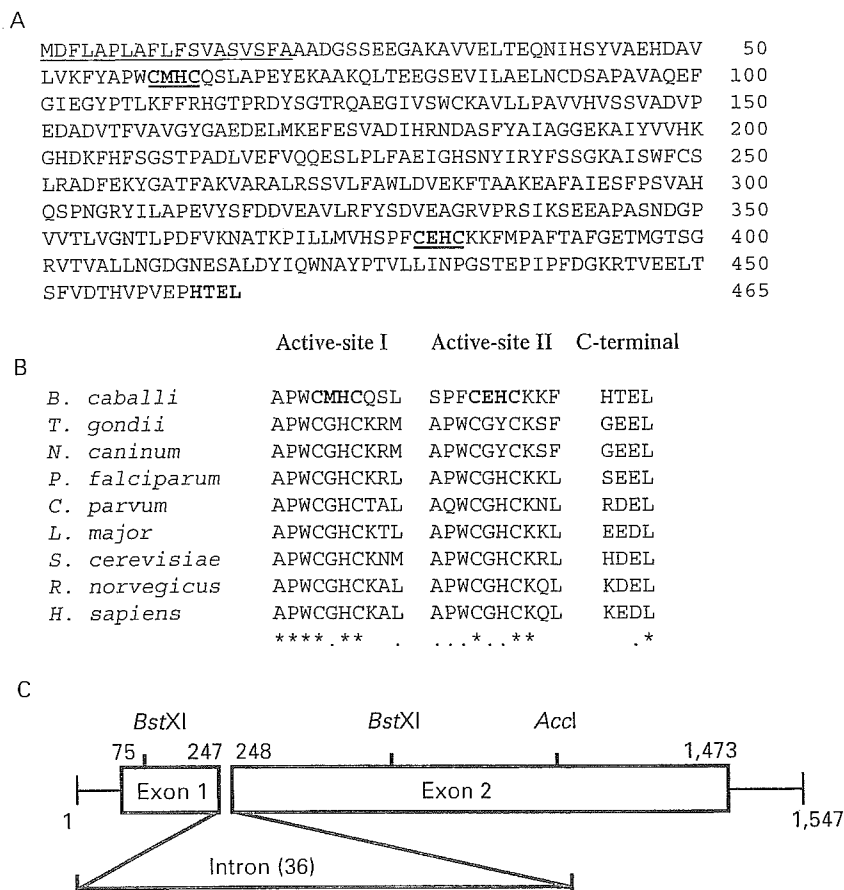 A
MDFLAPLAFLFSVASVSFAAADGSSEEGAKAVVELTEQNIHSYVAEHDAV 50
LVKFYAPWCMHCQSLAPEYEKAAKQLTEEGSEVILAELNCDSAPAVAQEF 100
GIEGYPTLKFFRHGTPRDYSGTRQAEGIVSWCKAVLLPAVVHVSSVADVP 150
EDADVTFVAVGYGAEDELMKEFESVADIHRNDASFYAIAGGEKAIYVVHK 200
GHDKFHFSGSTPADLVEFVQQESLPLFAEIGHSNYIRYFSSGKAISWFCS 250
LRADFEKYGATFAKVARALRSSVLFAWLDVEKFTAAKEAFAIESFPSVAH 300
QSPNGRYILAPEVYSFDDVEAVLRFYSDVEAGRVPRSIKSEEAPASNDGP 350
VVTLVGNTLPDFVKNATKPILLMVHSPFCEHCKKFMPAFTAFGETMGTSG 400
RVTVALLNGDGNESALDYIQWNAYPTVLLINPGSTEPIPFDGKRTVEELT 450
SFVDTHVPVEPHTEL 465
Active-site I Active-site II C-terminal
B
B. caballi APWCMHCQSL SPFCEHCKKF HTEL
T. gondii APWCGHCKRM APWCGYCKSF GEEL
N. caninum APWCGHCKRM APWCGYCKSF GEEL
P. falciparum APWCGHCKRL APWCGHCKKL SEEL
C. parvum APWCGHCTAL AQWCGHCKNL RDEL
L. major APWCGHCKTL APWCGHCKKL EEDL
S. cerevisiae APWCGHCKNM APWCGHCKRL HDEL
R. norvegicus APWCGHCKAL APWCGHCKQL KDEL
H. sapiens APWCGHCKAL APWCGHCKQL KEDL
****.** . ...*..** .*
C
BstXI BstXI AccI
75 247 248 1,473
Exon 1 Exon 2
1 1,547
Intron (36)